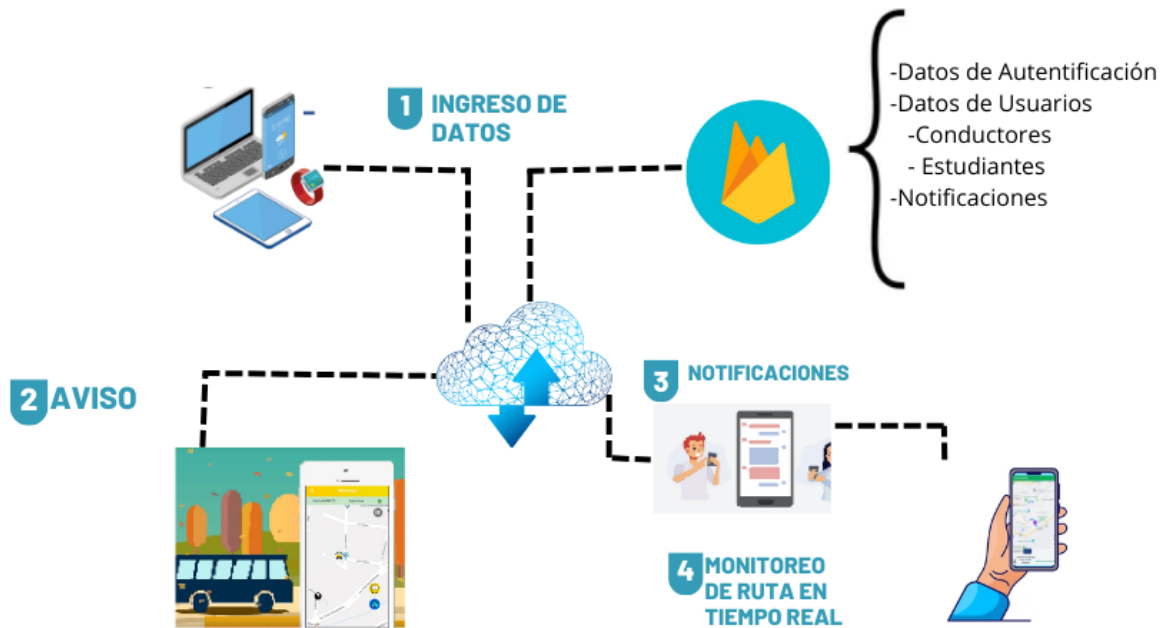 1 INGRESO DE
DATOS
-Datos de Autentificación
-Datos de Usuarios
-Conductores
- Estudiantes
-Notificaciones
2 AVISO
3 NOTIFICACIONES
4 MONITOREO
DE RUTA EN
TIEMPO REAL